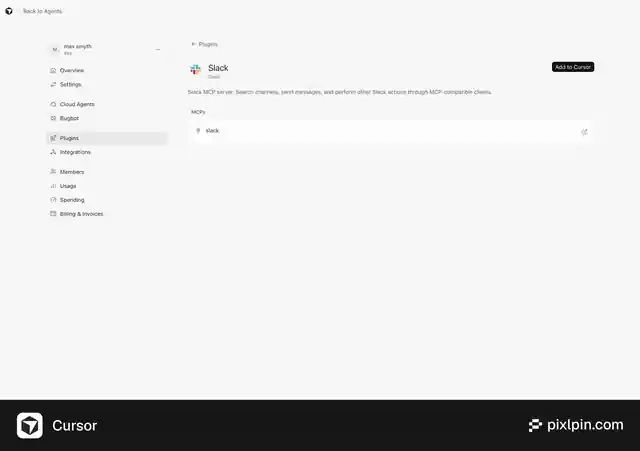 Back to Agents
max smyth
Plugins
Overview
Settings
Cloud Agents
Bugbot
Plugins
Integrations
Members
Usage
Spending
Billing & Invoices
Slack
Add to Cursor
Slack MCP server. Search channels, send messages, and perform other Slack actions through MCP-compatible clients.
MCPs
slack
Cursor
pixlpin.com